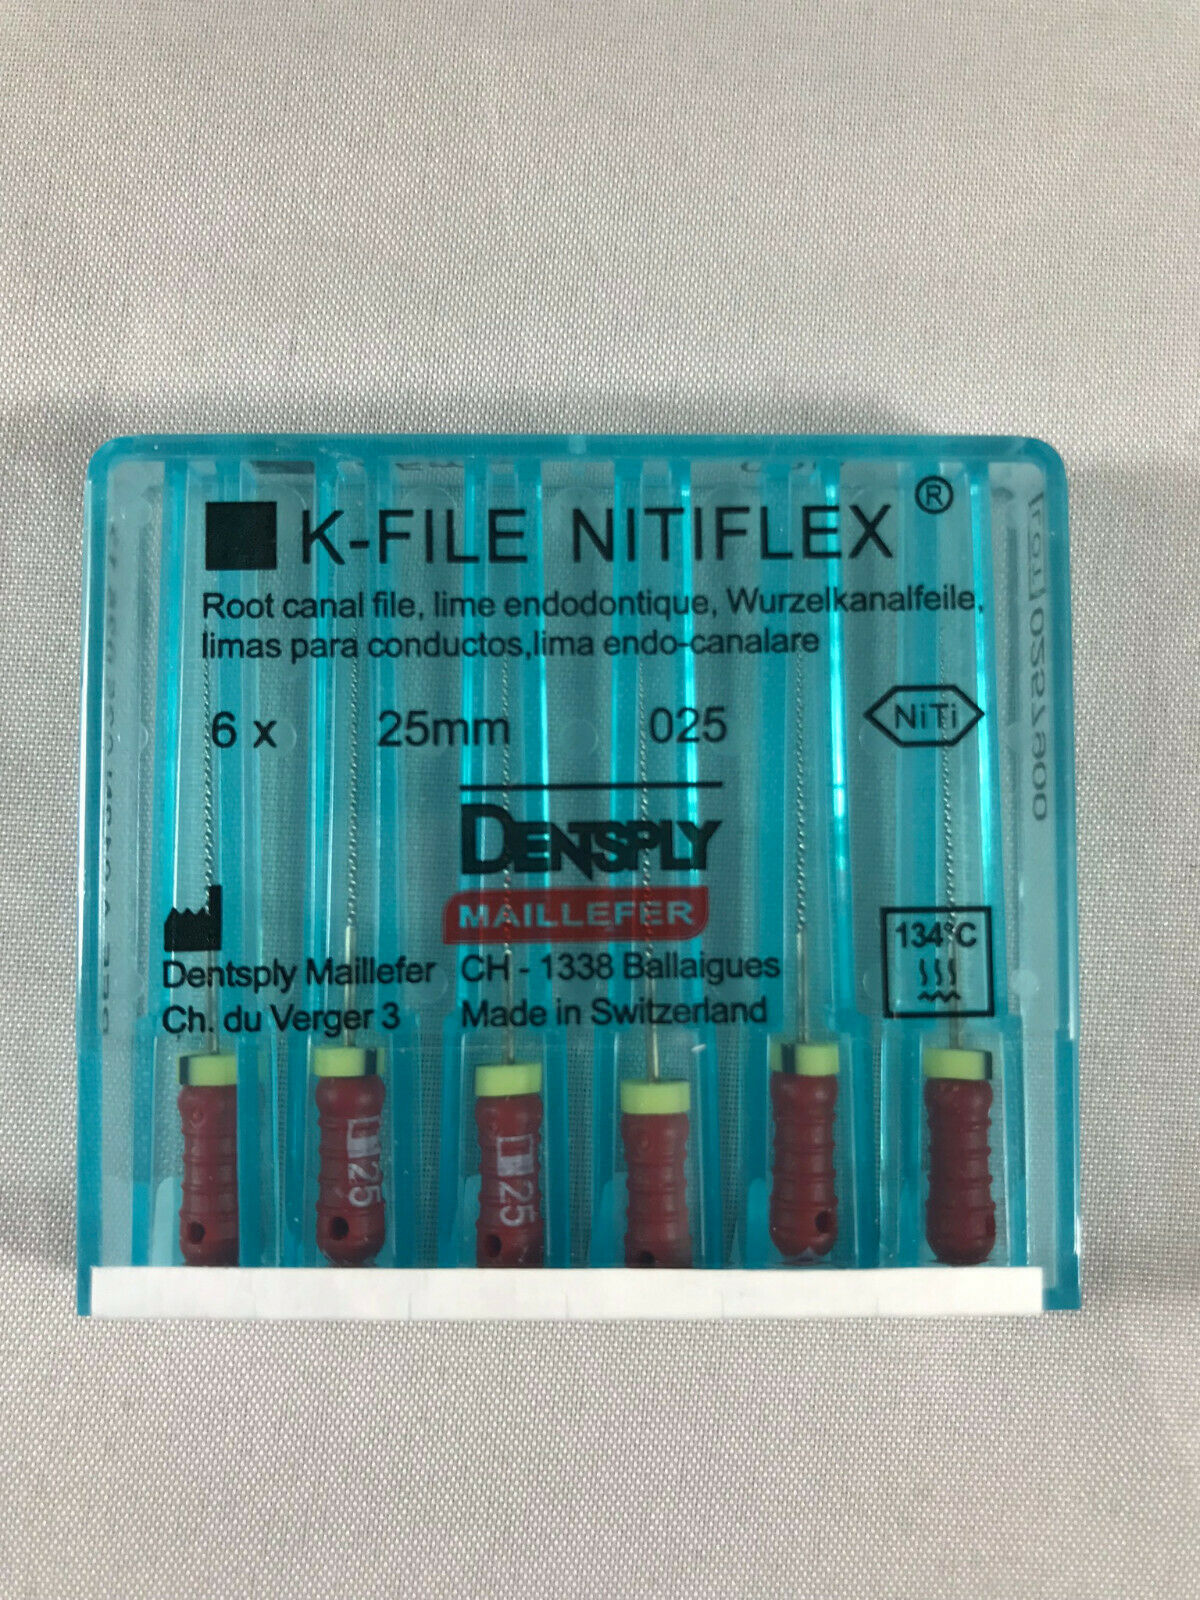 K-FILE NITIFLEX®
Root canal file, lime endodontique, Wurzelkanalfeile,
limas para conductos,lima endo-canalare
6 x 25mm 025
NiTi
DENTSPLY
MAILLEFER
134°C
Dentsply Maillefer CH - 1338 Ballaigues
Ch. du Verger 3 Made in Switzerland
25
25